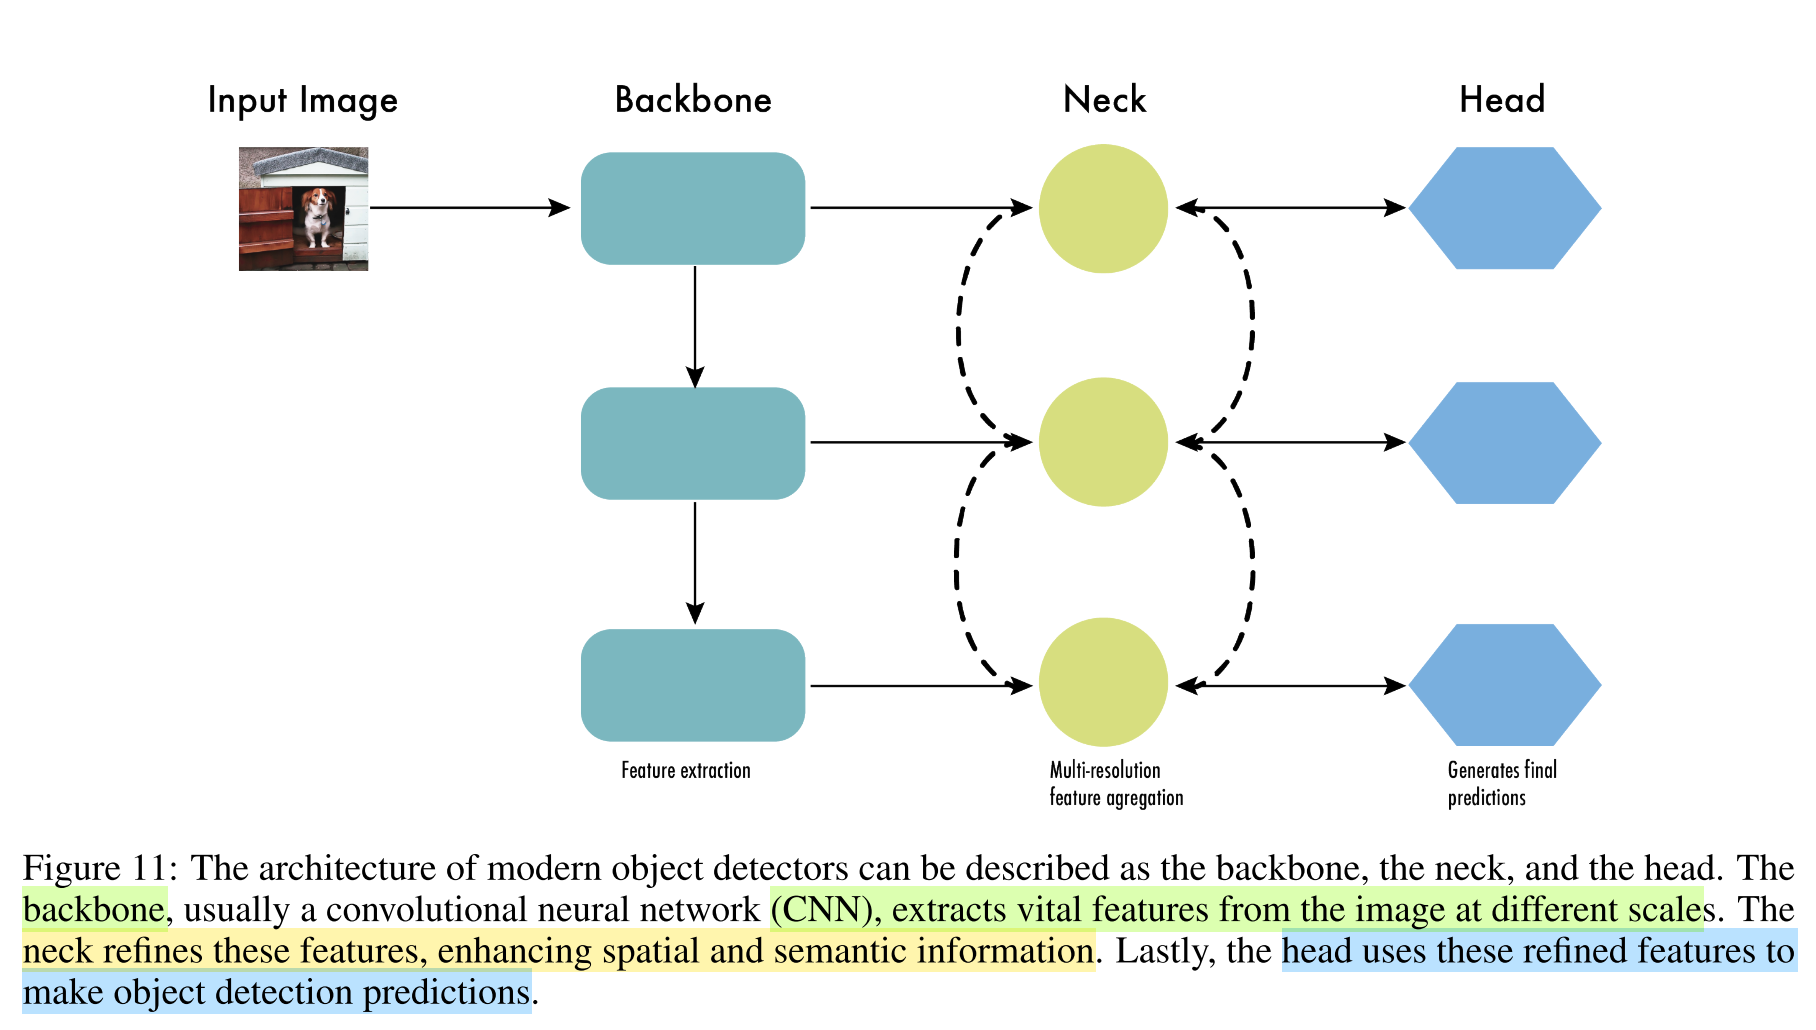 Input Image
Backbone
Neck
Head
Feature extraction
Multi-resolution
feature agregation
Generates final
predictions
Figure 11: The architecture of modern object detectors can be described as the backbone, the neck, and the head. The
backbone, usually a convolutional neural network (CNN), extracts vital features from the image at different scales. The
neck refines these features, enhancing spatial and semantic information. Lastly, the head uses these refined features to
make object detection predictions.